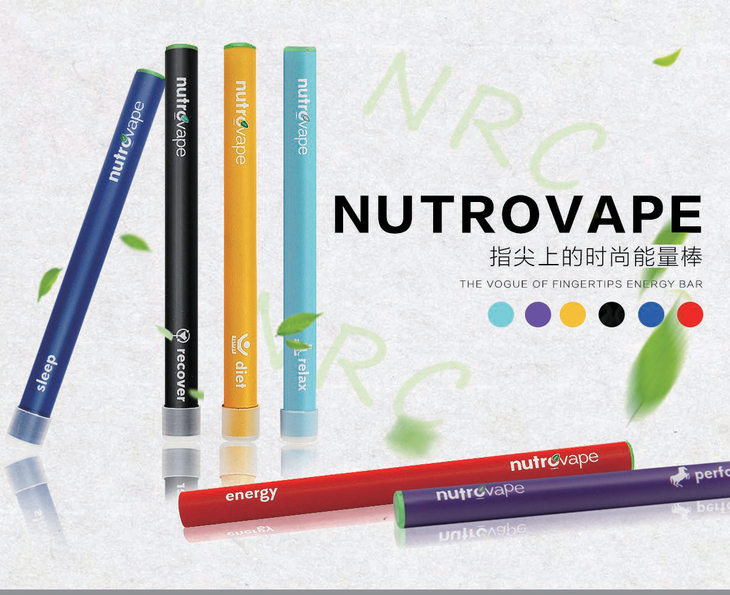 NRC
NUTROVAPE
指尖上的时尚能量棒
THE VOGUE OF FINGERTIPS ENERGY BAR
NRC
nutrovape
sleep
nutrovape
recover
nutrovape
diet
nutrovape
relax
nutrovape
energy
nutrovape
perfo